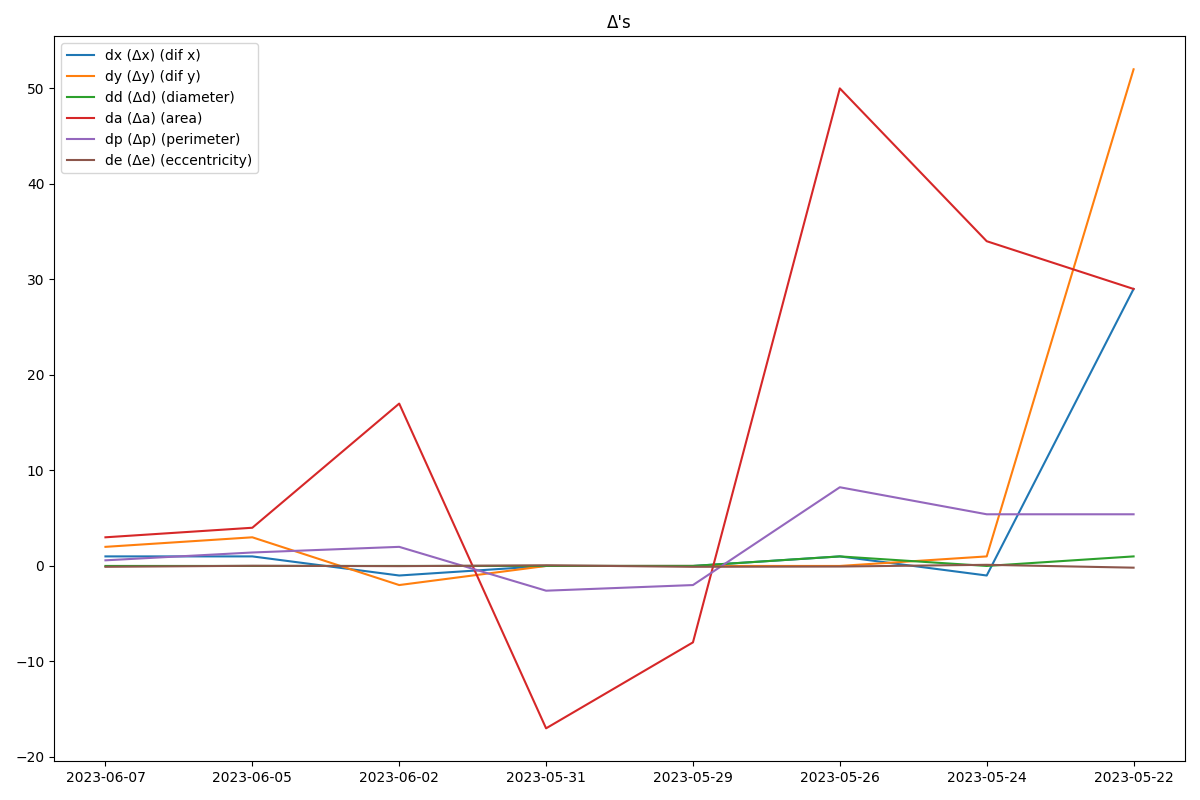 Δ's
dx (Δx) (dif x)
dy (Δy) (dif y)
dd (Δd) (diameter)
da (Δa) (area)
dp (Δp) (perimeter)
de (Δe) (eccentricity)
50
40
30
20
10
0
−10
−20
2023-06-07 2023-06-05 2023-06-02 2023-05-31 2023-05-29 2023-05-26 2023-05-24 2023-05-22